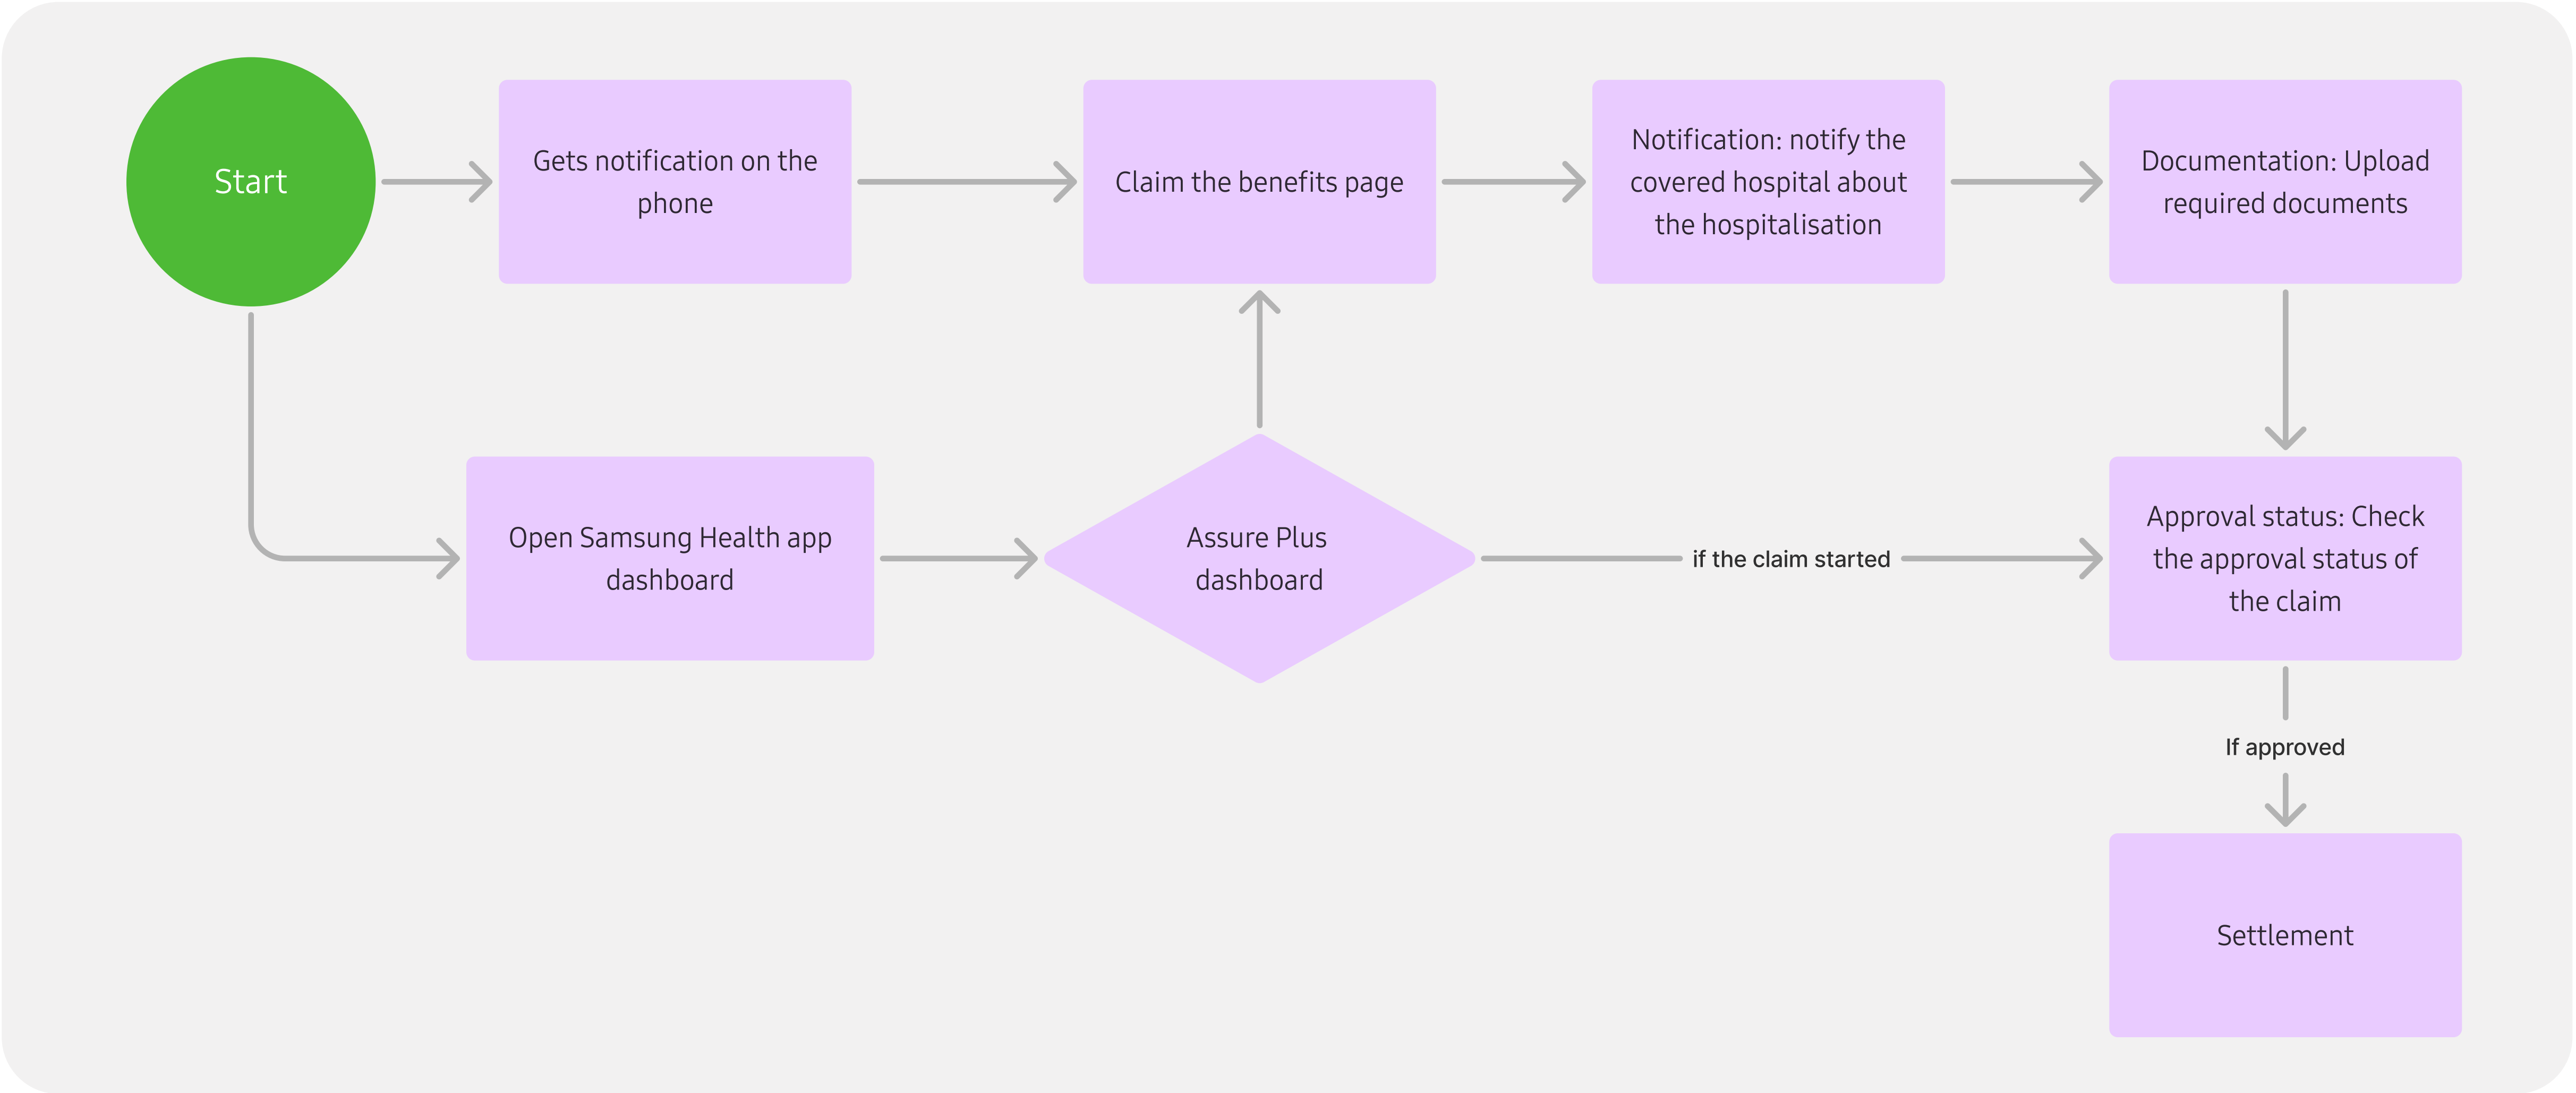 Start
Gets notification on the
phone
Claim the benefits page
Notification: notify the
covered hospital about
the hospitalisation
Documentation: Upload
required documents
Open Samsung Health app
dashboard
Assure Plus
dashboard
if the claim started
Approval status: Check
the approval status of
the claim
If approved
Settlement